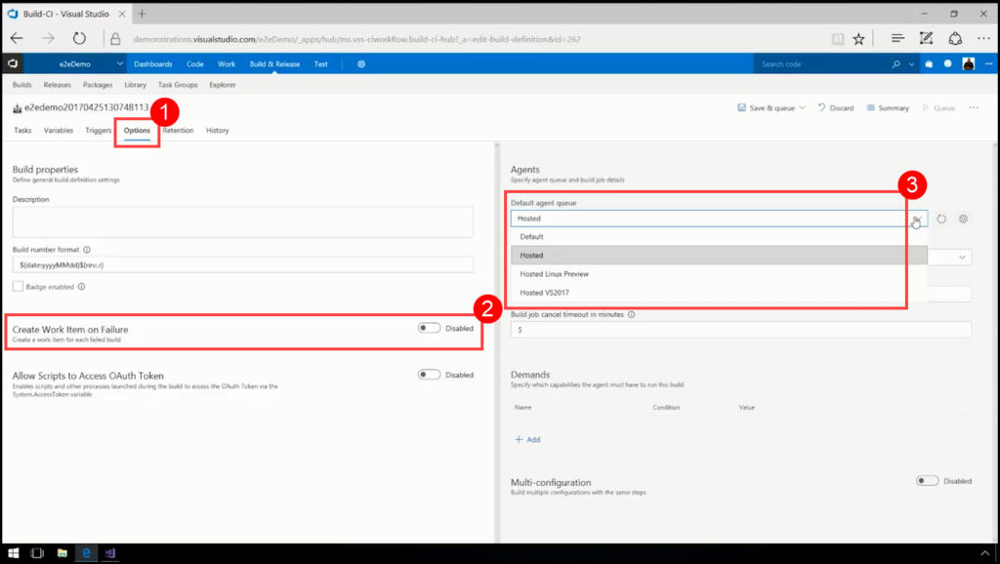 Build-CI - Visual Studio
demonstrations.visualstudio.com/e2eDemo/_apps/hub/ms.vss-ciworkflow.build-ci-hub?_a=edit-build-definition&id=262
e2eDemo Dashboards Code Work Build & Release Test Search code
Builds Releases Packages Library Task Groups Explorer
e2edemo20170425130748113 1 Save & queue Discard Summary Queue ...
Tasks Variables Triggers Options Retention History
Build properties
Define general build definition settings
Description
Build number format
$(date:yyyyMMdd)$(rev:.r)
Badge enabled
2
Create Work Item on Failure Disabled
Create a work item for each failed build
Allow Scripts to Access OAuth Token Disabled
Enables scripts and other processes launched during the build to access the OAuth Token via the
System.AccessToken variable
Agents
Specify agent queue and build job details
3
Default agent queue
Hosted
Default
Hosted
Hosted Linux Preview
Hosted VS2017
Build job cancel timeout in minutes
5
Demands
Specify which capabilities the agent must have to run this build
Name Condition Value
+ Add
Multi-configuration Disabled
Build multiple configurations with the same steps